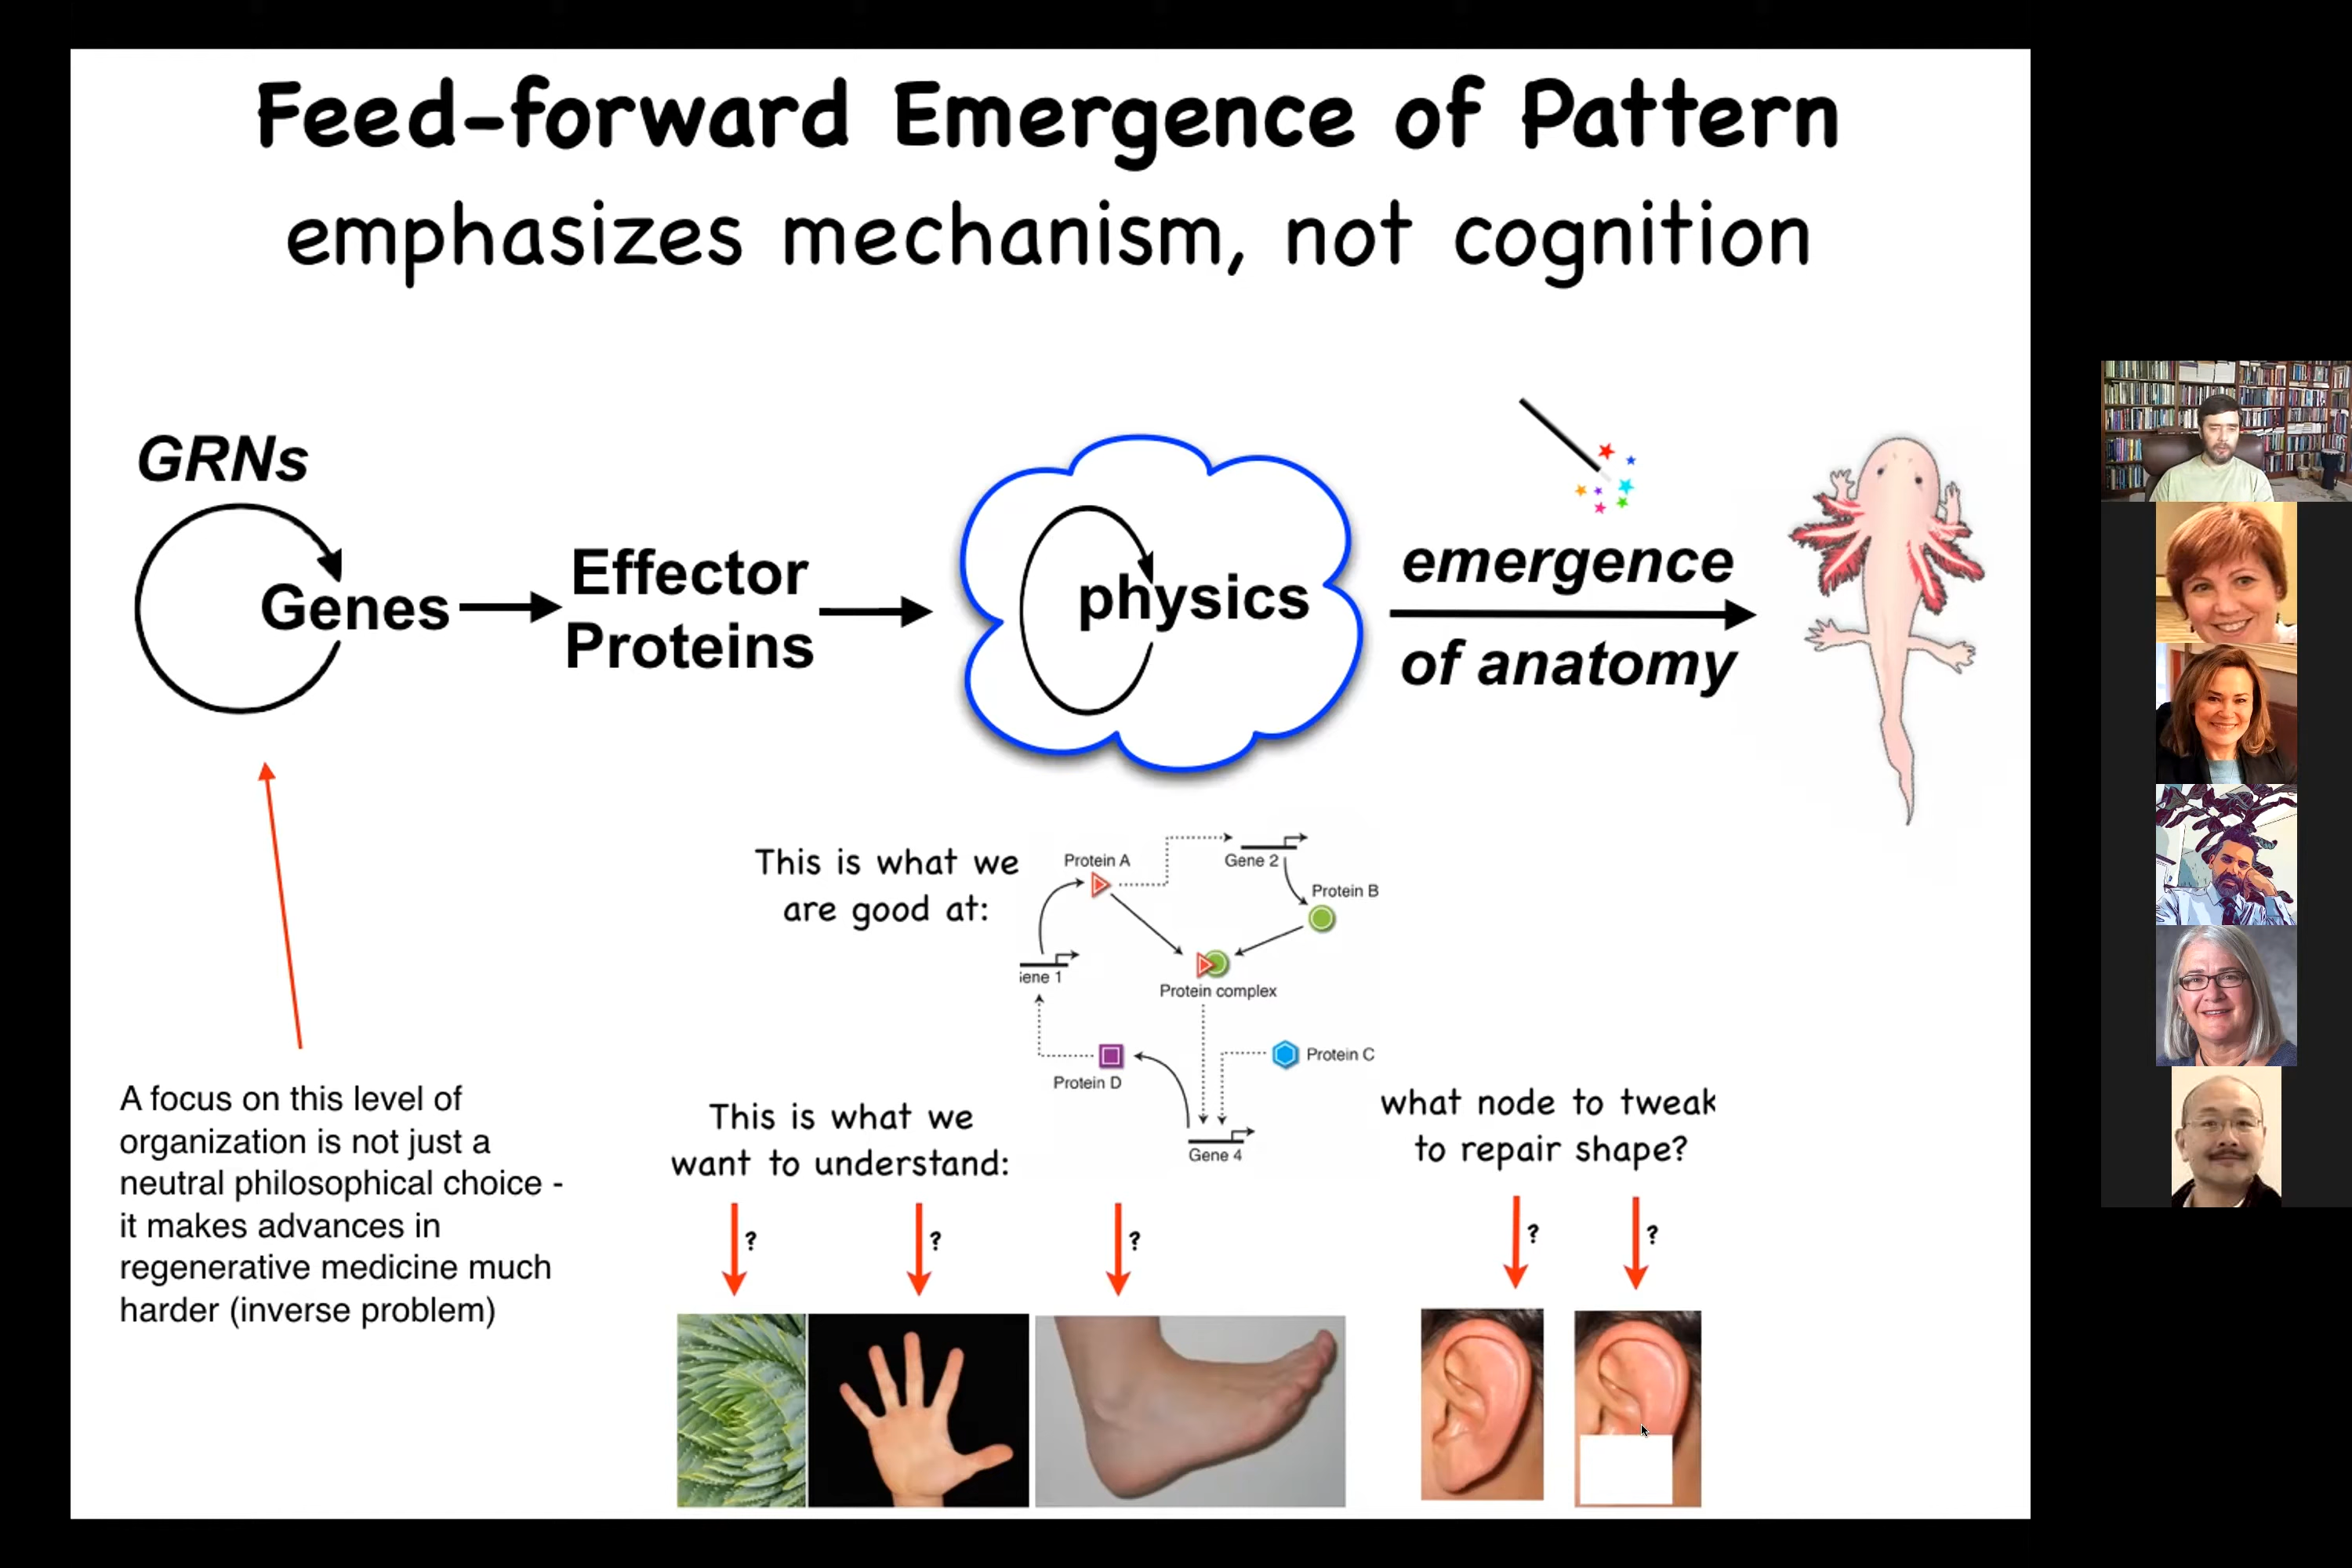 Feed-forward Emergence of Pattern
emphasizes mechanism, not cognition
GRNs
Genes
Effector
Proteins
physics
emergence
of anatomy
This is what we
are good at:
Protein A
Gene 2
Protein B
iene 1
Protein complex
Protein D
Protein C
Gene 4
A focus on this level of
organization is not just a
neutral philosophical choice -
it makes advances in
regenerative medicine much
harder (inverse problem)
This is what we
want to understand:
? ? ?
what node to tweak
to repair shape?
? ?